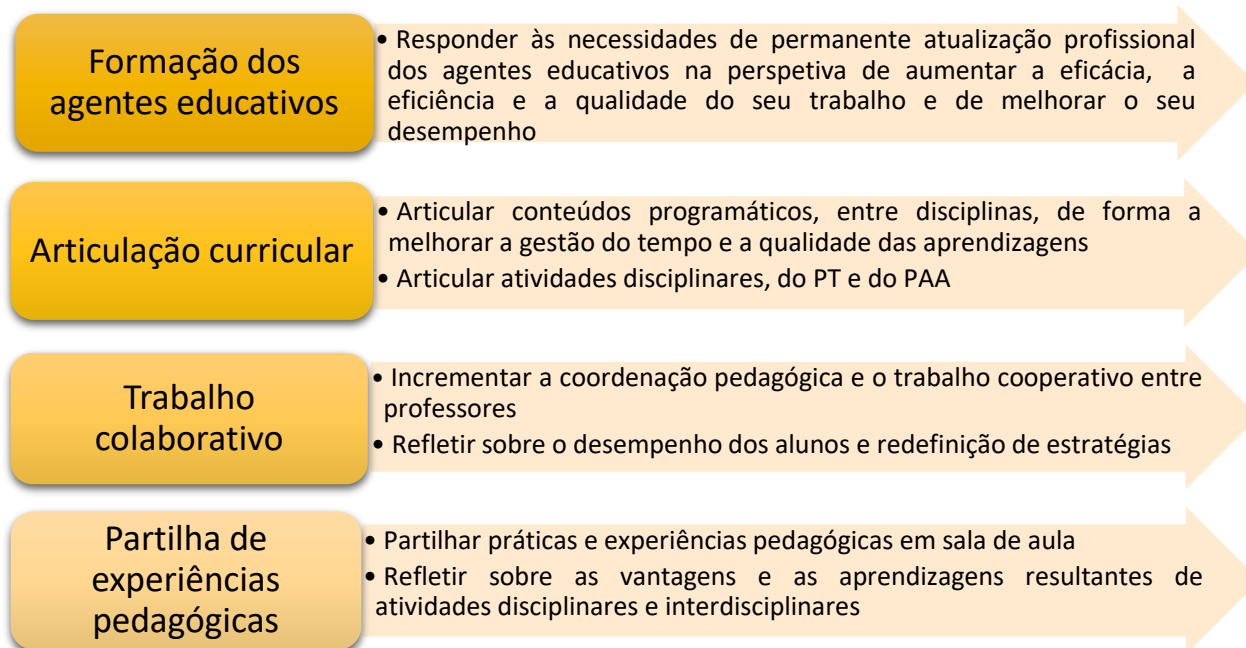 Formação dos
agentes educativos
• Responder às necessidades de permanente atualização profissional
dos agentes educativos na perspetiva de aumentar a eficácia, a
eficiência e a qualidade do seu trabalho e de melhorar o seu
desempenho
Articulação curricular
• Articular conteúdos programáticos, entre disciplinas, de forma a
melhorar a gestão do tempo e a qualidade das aprendizagens
• Articular atividades disciplinares, do PT e do PAA
Trabalho
colaborativo
• Incrementar a coordenação pedagógica e o trabalho cooperativo entre
professores
• Refletir sobre o desempenho dos alunos e redefinição de estratégias
Partilha de
experiências
pedagógicas
• Partilhar práticas e experiências pedagógicas em sala de aula
• Refletir sobre as vantagens e as aprendizagens resultantes de
atividades disciplinares e interdisciplinares